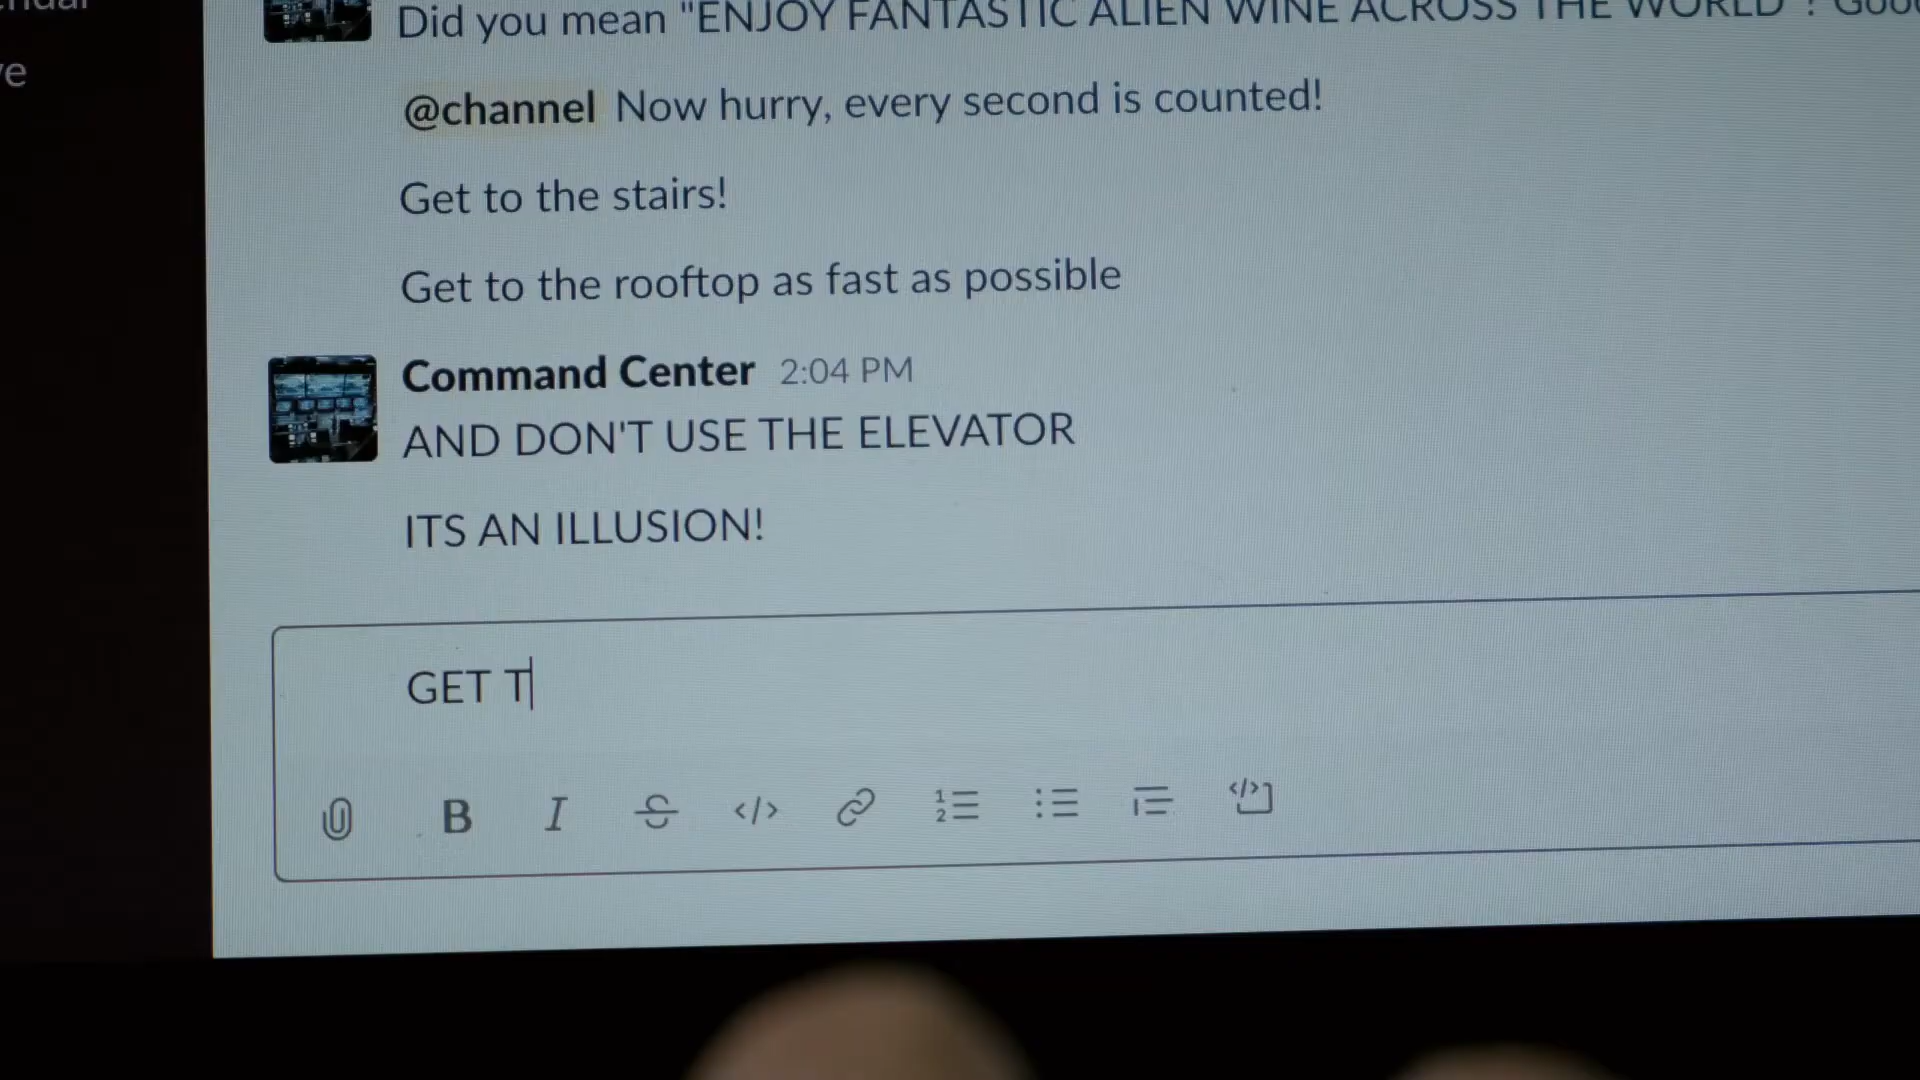 Did you mean "ENJOY FANTASTIC ALIEN WINE ACROSS THE WORLD"?
@channel Now hurry, every second is counted!
Get to the stairs!
Get to the rooftop as fast as possible
Command Center 2:04 PM
AND DON'T USE THE ELEVATOR
ITS AN ILLUSION!
GET T
B I S </>
1
2
</>